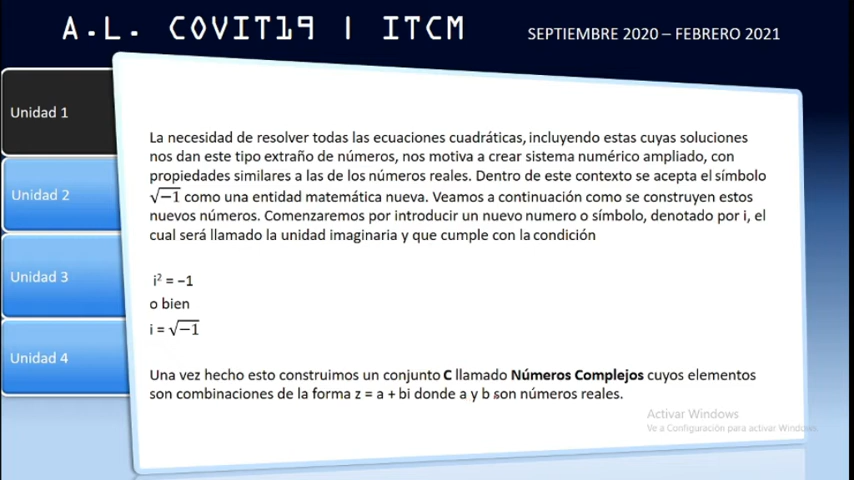 A.L. COVIT19 | ITCM
SEPTIEMBRE 2020 – FEBRERO 2021
Unidad 1
Unidad 2
Unidad 3
Unidad 4
La necesidad de resolver todas las ecuaciones cuadráticas, incluyendo estas cuyas soluciones
nos dan este tipo extraño de números, nos motiva a crear sistema numérico ampliado, con
propiedades similares a las de los números reales. Dentro de este contexto se acepta el símbolo
√−1 como una entidad matemática nueva. Veamos a continuación como se construyen estos
nuevos números. Comenzaremos por introducir un nuevo numero o símbolo, denotado por i, el
cual será llamado la unidad imaginaria y que cumple con la condición
i² = −1
o bien
i = √−1
Una vez hecho esto construimos un conjunto C llamado Números Complejos cuyos elementos
son combinaciones de la forma z = a + bi donde a y b son números reales.
Activar Windows
Ve a Configuración para activar Windows.